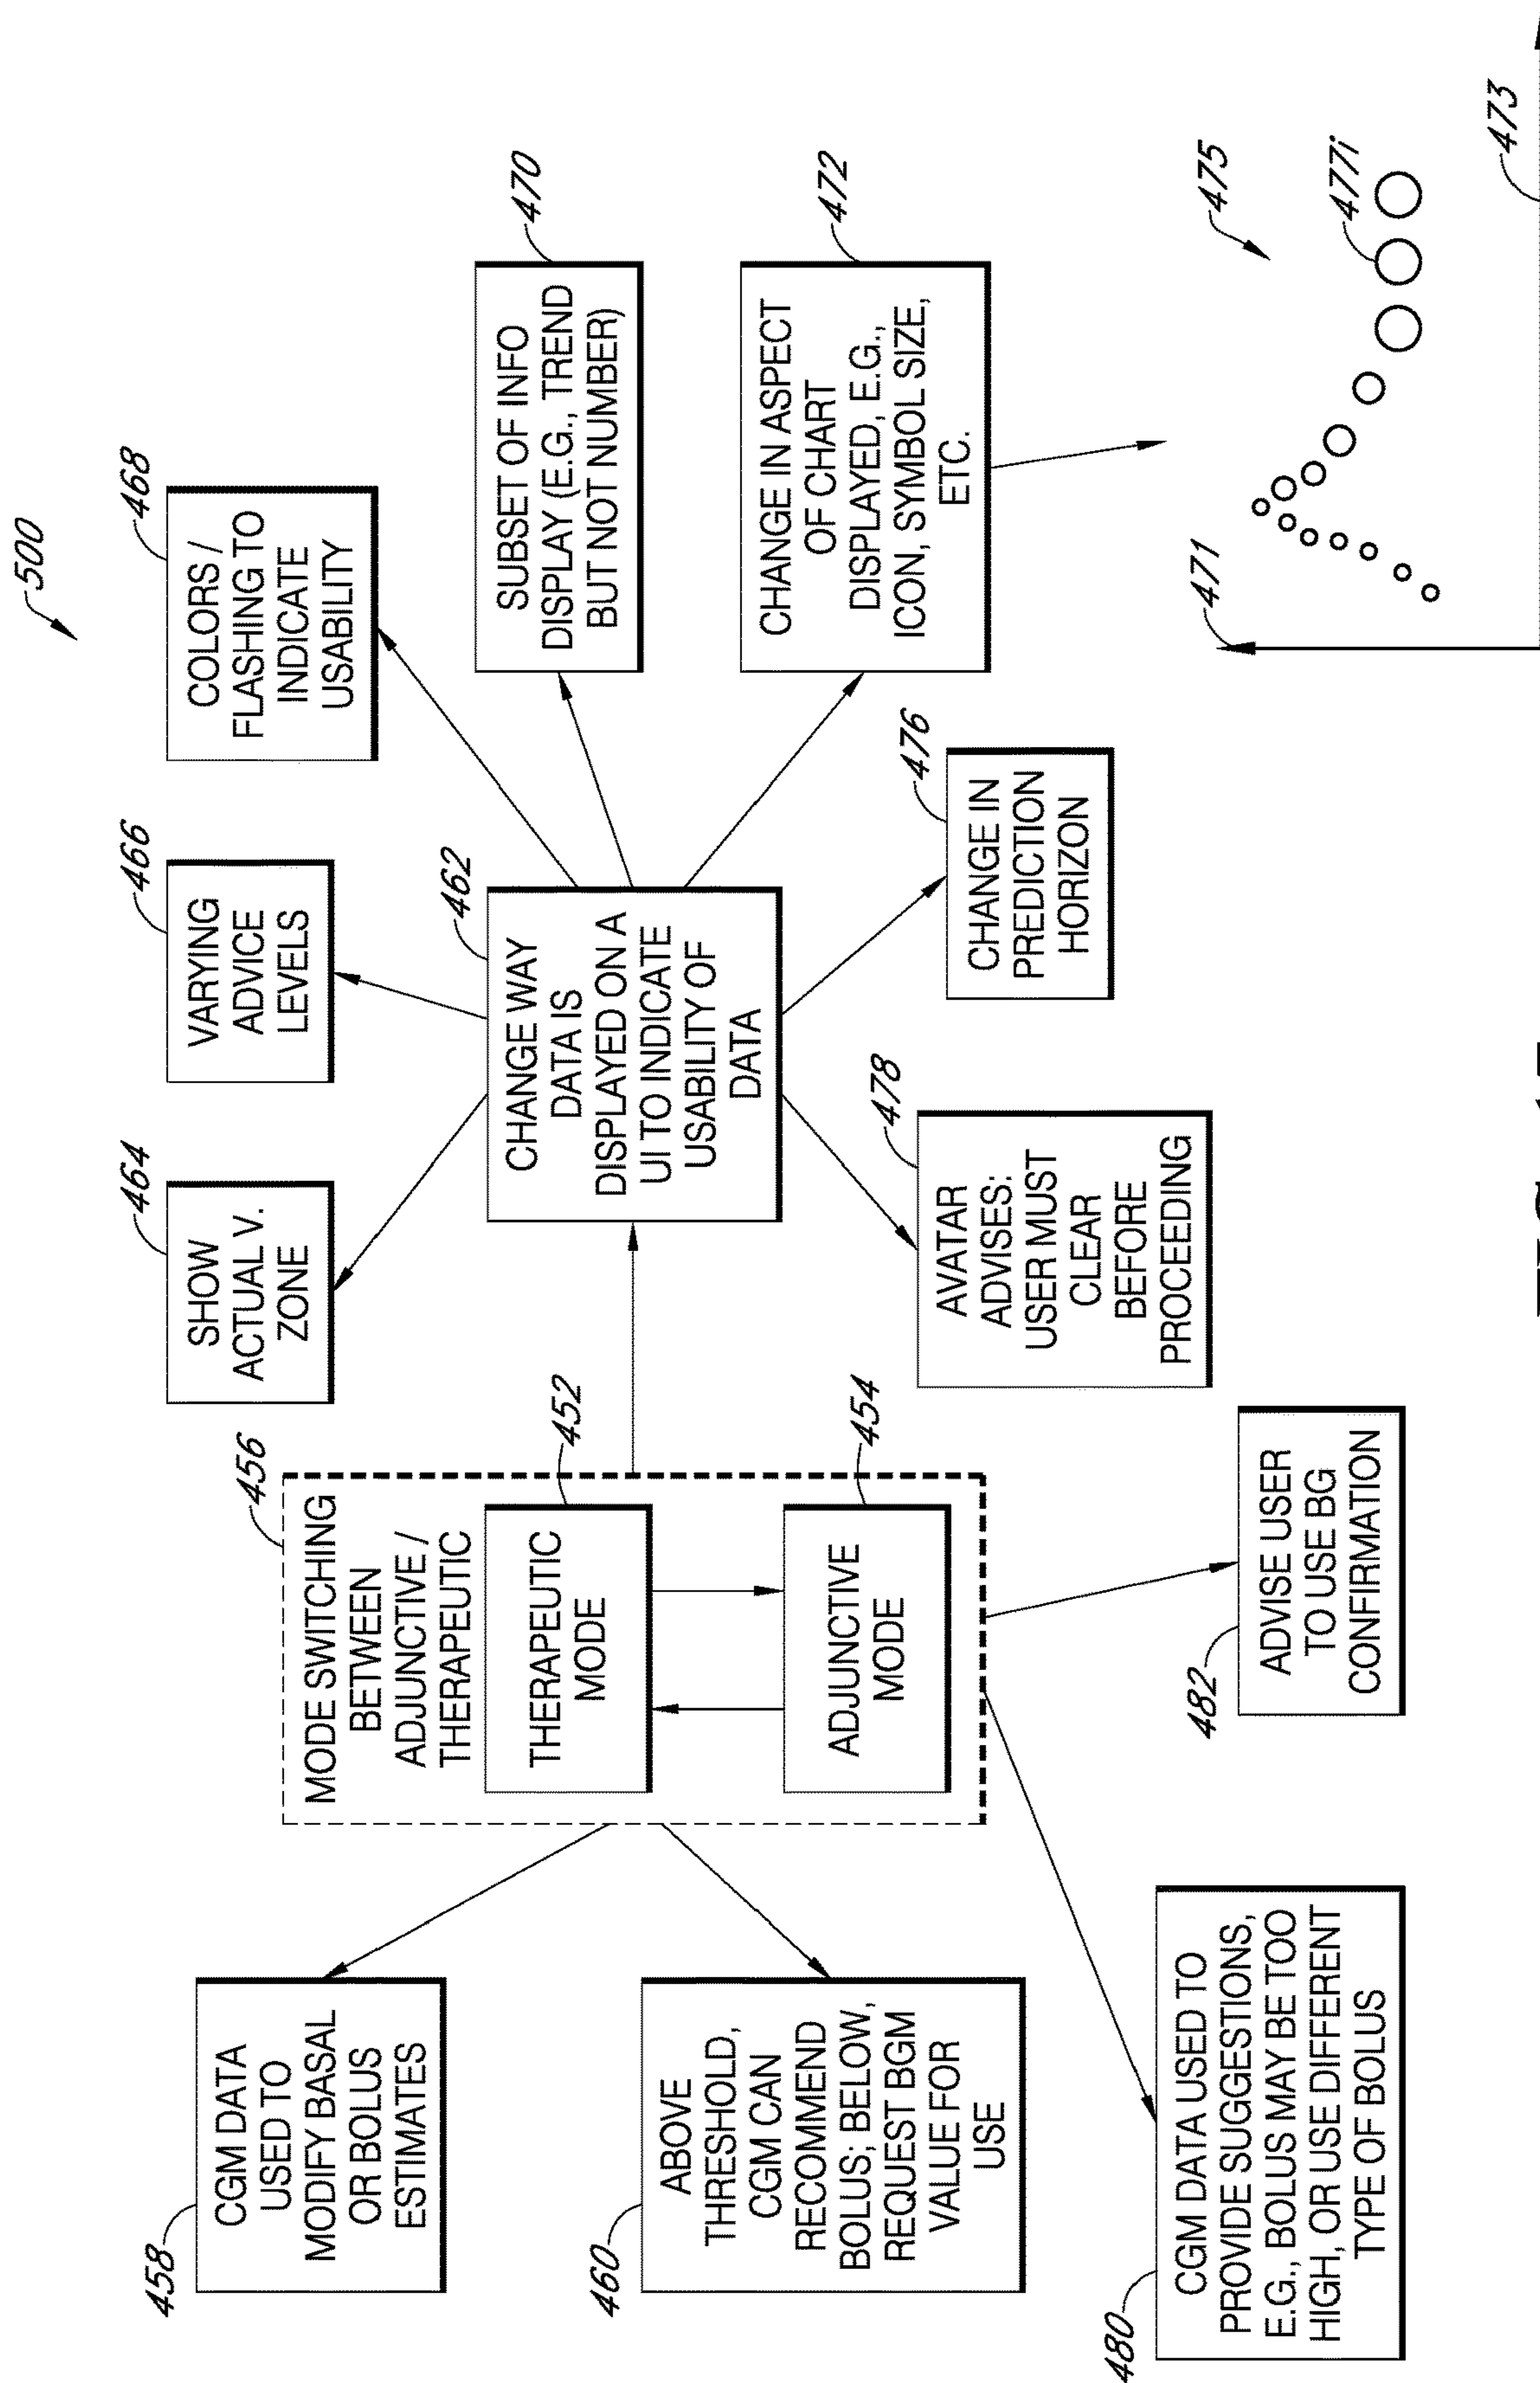 500
458
CGM DATA
USED TO
MODIFY BASAL
OR BOLUS
ESTIMATES
456
MODE SWITCHING
BETWEEN
ADJUNCTIVE /
THERAPEUTIC
452
THERAPEUTIC
MODE
454
ADJUNCTIVE
MODE
464
SHOW
ACTUAL V.
ZONE
466
VARYING
ADVICE
LEVELS
468
COLORS /
FLASHING TO
INDICATE
USABILITY
462
CHANGE WAY
DATA IS
DISPLAYED ON A
UI TO INDICATE
USABILITY OF
DATA
470
SUBSET OF INFO
DISPLAY (E.G., TREND
BUT NOT NUMBER)
460
ABOVE
THRESHOLD,
CGM CAN
RECOMMEND
BOLUS; BELOW,
REQUEST BGM
VALUE FOR
USE
472
CHANGE IN ASPECT
OF CHART
DISPLAYED, E.G.,
ICON, SYMBOL SIZE,
ETC.
478
AVATAR
ADVISES:
USER MUST
CLEAR
BEFORE
PROCEEDING
476
CHANGE IN
PREDICTION
HORIZON
480
CGM DATA USED TO
PROVIDE SUGGESTIONS,
E.G., BOLUS MAY BE TOO
HIGH, OR USE DIFFERENT
TYPE OF BOLUS
482
ADVISE USER
TO USE BG
CONFIRMATION
471
475
477i
473